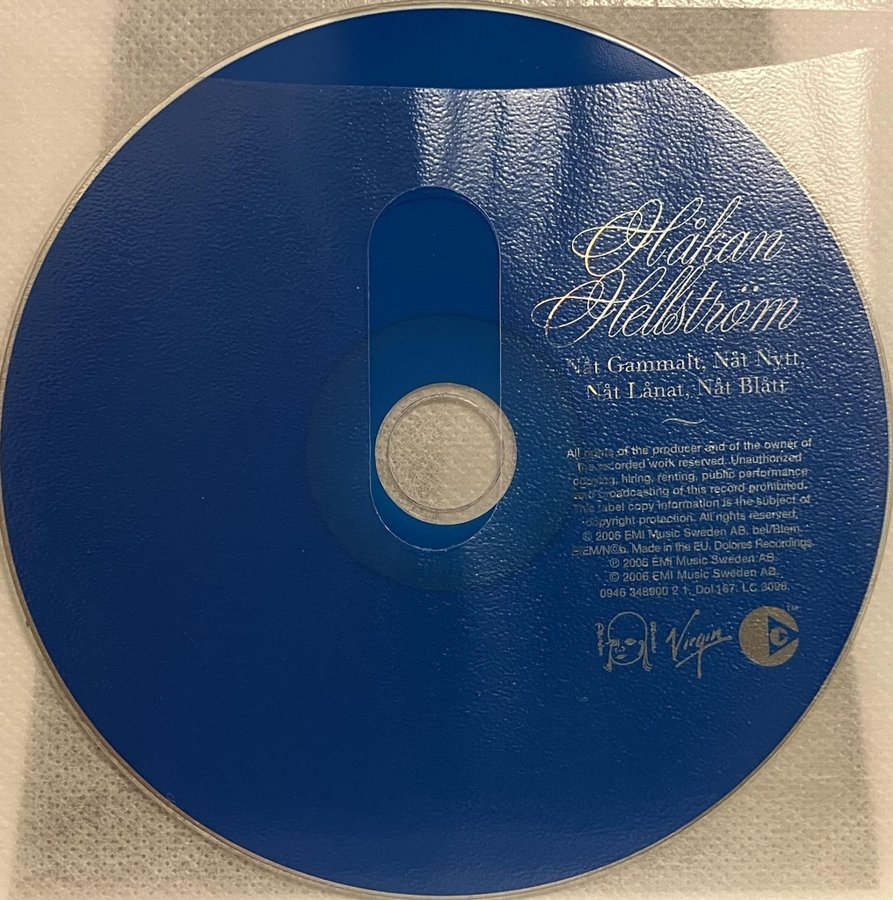 Håkan
Hellström
Nåt Gammalt, Nåt Nytt,
Nåt Lånat, Nåt Blått
All rights of the producer and of the owner of
the recorded work reserved. Unauthorized
copying, hiring, renting, public performance
and broadcasting of this record prohibited.
This label copy information is the subject of
copyright protection. All rights reserved.
© 2006 EMI Music Sweden AB. bel/Blem.
BIEM/N©b. Made in the EU. Dolores Recordings.
℗ 2006 EMI Music Sweden AB.
© 2006 EMI Music Sweden AB.
0946 348900 2 1. Dol 167. LC 3098.
Virgin
TM